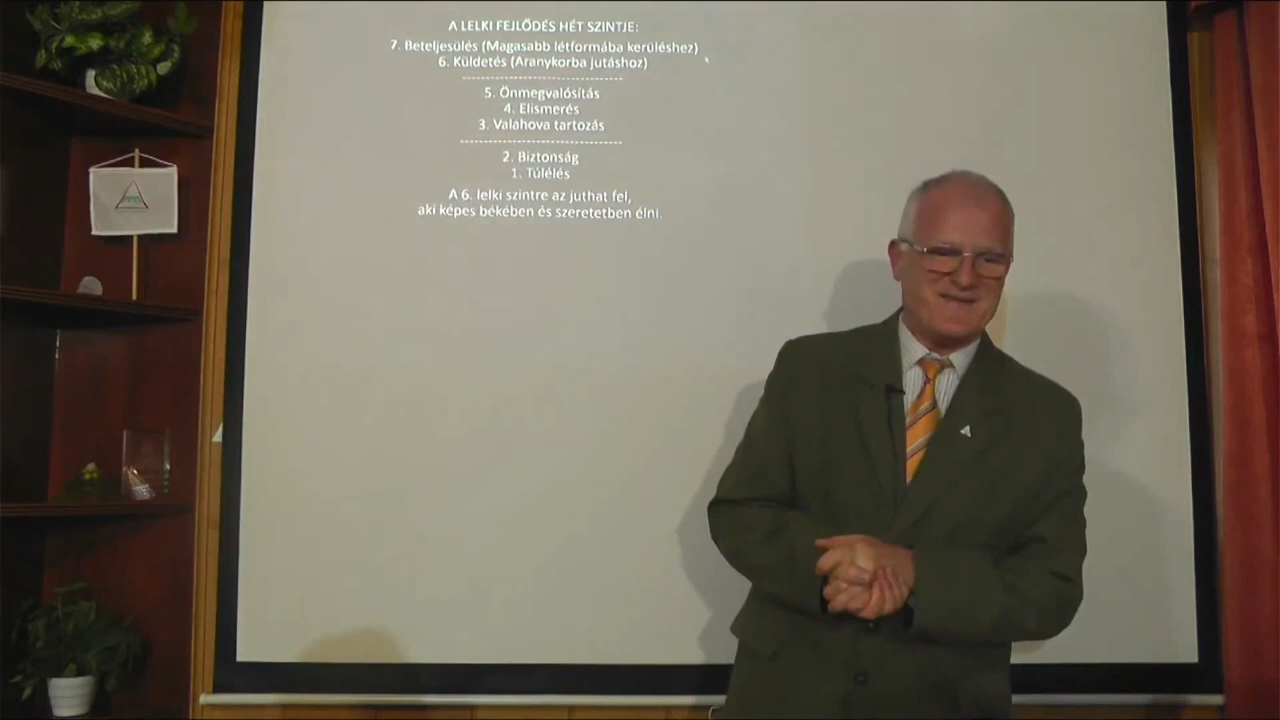 A LELKI FEJLŐDÉS HÉT SZINTJE:
7. Beteljesülés (Magasabb létformába kerüléshez)
6. Küldetés (Aranykorba jutáshoz)
--------------------------------
5. Önmegvalósítás
4. Elismerés
3. Valahova tartozás
--------------------------------
2. Biztonság
1. Túlélés
A 6. lelki szintre az juthat fel,
aki képes békében és szeretetben élni.